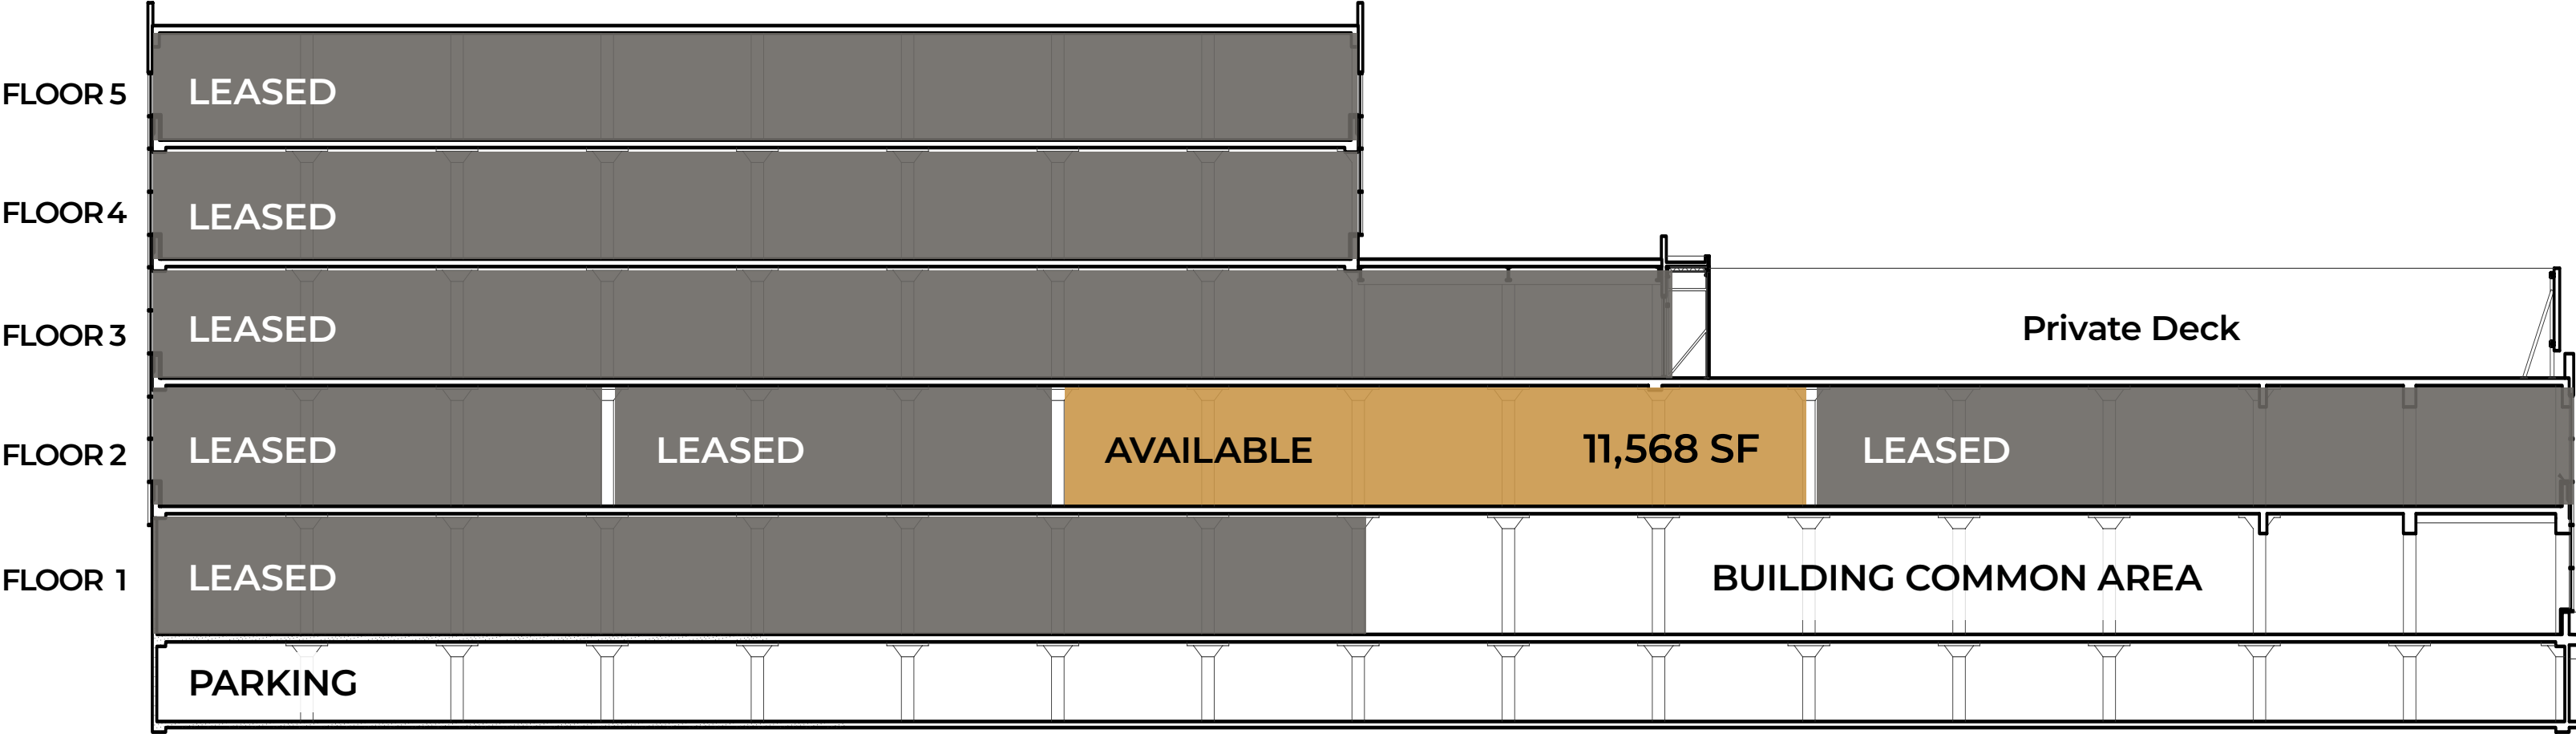 FLOOR 5 LEASED
FLOOR 4 LEASED
FLOOR 3 LEASED Private Deck
FLOOR 2 LEASED LEASED AVAILABLE 11,568 SF LEASED
FLOOR 1 LEASED BUILDING COMMON AREA
PARKING